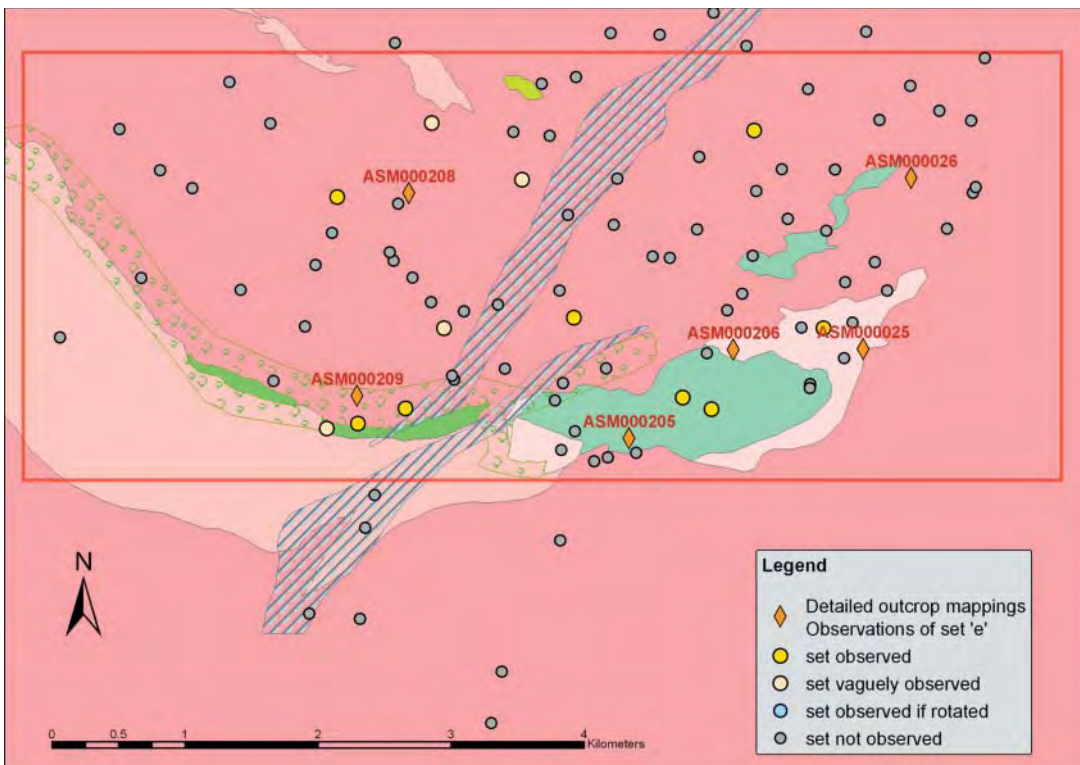 ASM000026
ASM000208
ASM000206
ASM000025
ASM000209
ASM000205
N
Legend
Detailed outcrop mappings
Observations of set 'e'
set observed
set vaguely observed
set observed if rotated
set not observed
0 0.5 1 2 3 4
Kilometers